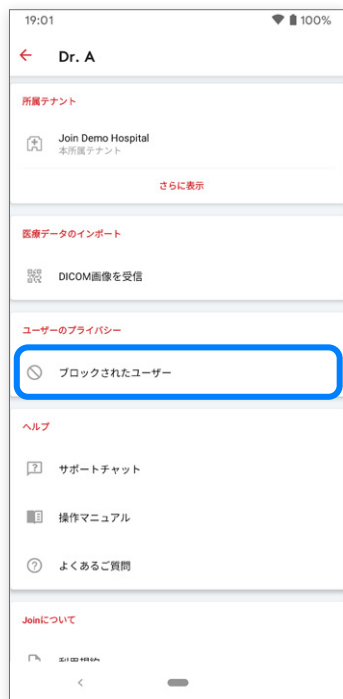 19:01
100%
Dr. A
所属テナント
Join Demo Hospital
本所属テナント
さらに表示
医療データのインポート
DICOM画像を受信
ユーザーのプライバシー
ブロックされたユーザー
ヘルプ
サポートチャット
操作マニュアル
よくあるご質問
Joinについて
利用規約